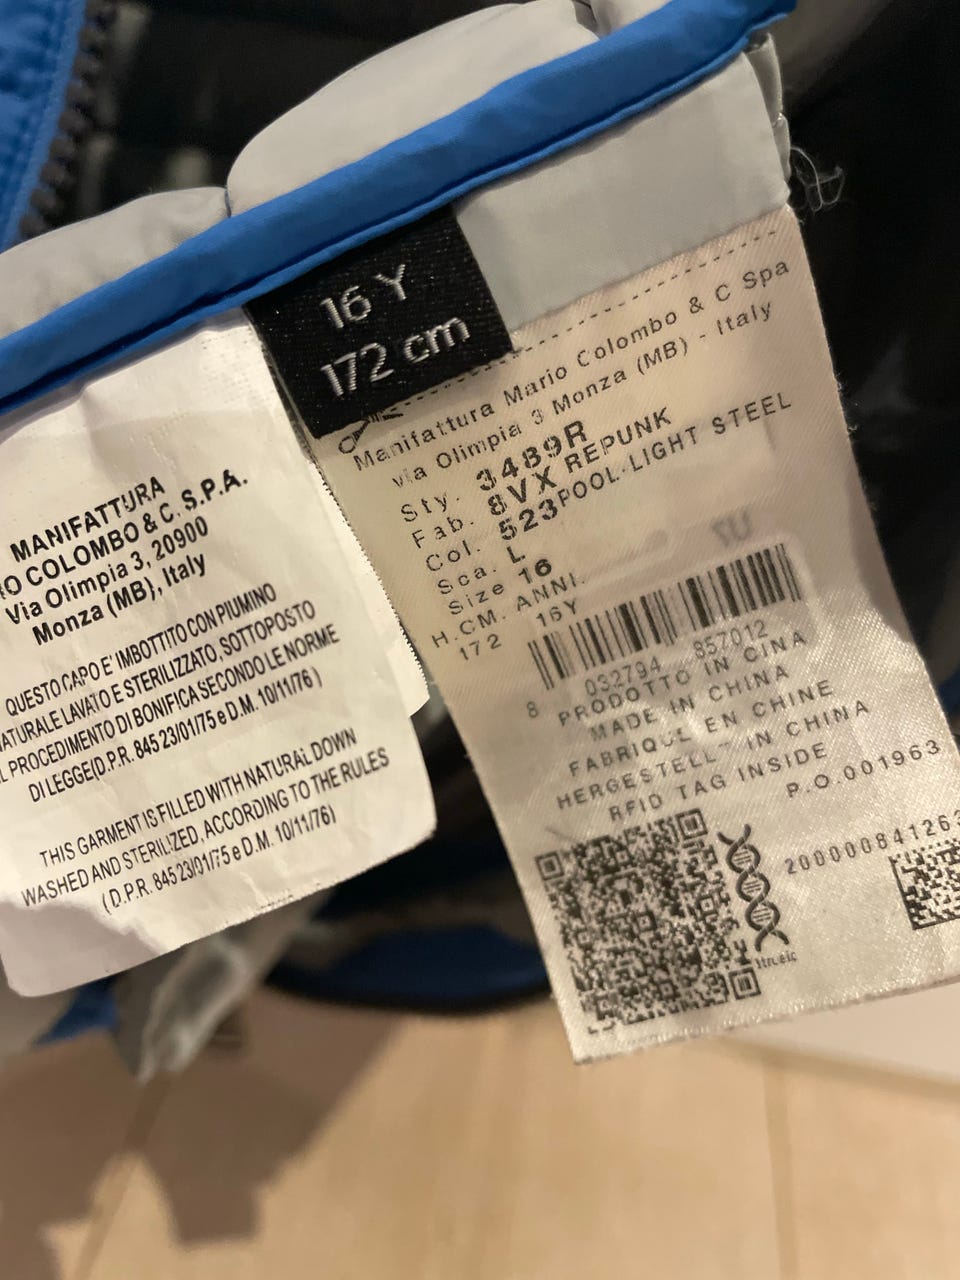 16 Y
172 cm
MANIFATTURA
COLOMBO & C. S.P.A.
Via Olimpia 3, 20900
Monza (MB), Italy
QUESTO CAPO E' IMBOTTITO CON PIUMINO
NATURALE LAVATO E STERILIZZATO, SOTTOPOSTO
PROCEDIMENTO DI BONIFICA SECONDO LE NORME
DI LEGGE(D.P.R. 845 23/01/75 e D.M. 10/11/76)
THIS GARMENT IS FILLED WITH NATURAL DOWN
WASHED AND STERILIZED, ACCORDING TO THE RULES
(D.P.R. 845 23/01/75 e D.M. 10/11/76)
Manifattura Mario Colombo & C Spa
via Olimpia 3 Monza (MB) - Italy
Sty. 3489R
Fab. 8VX REPUNK
Col. 523 POOL-LIGHT STEEL
Sca. L
Size 16
H.CM. ANNI.
172 16Y
8 032794 857012
PRODOTTO IN CINA
MADE IN CHINA
FABRIQUE EN CHINE
HERGESTELLT IN CHINA
RFID TAG INSIDE
P.O.001963
200000841263